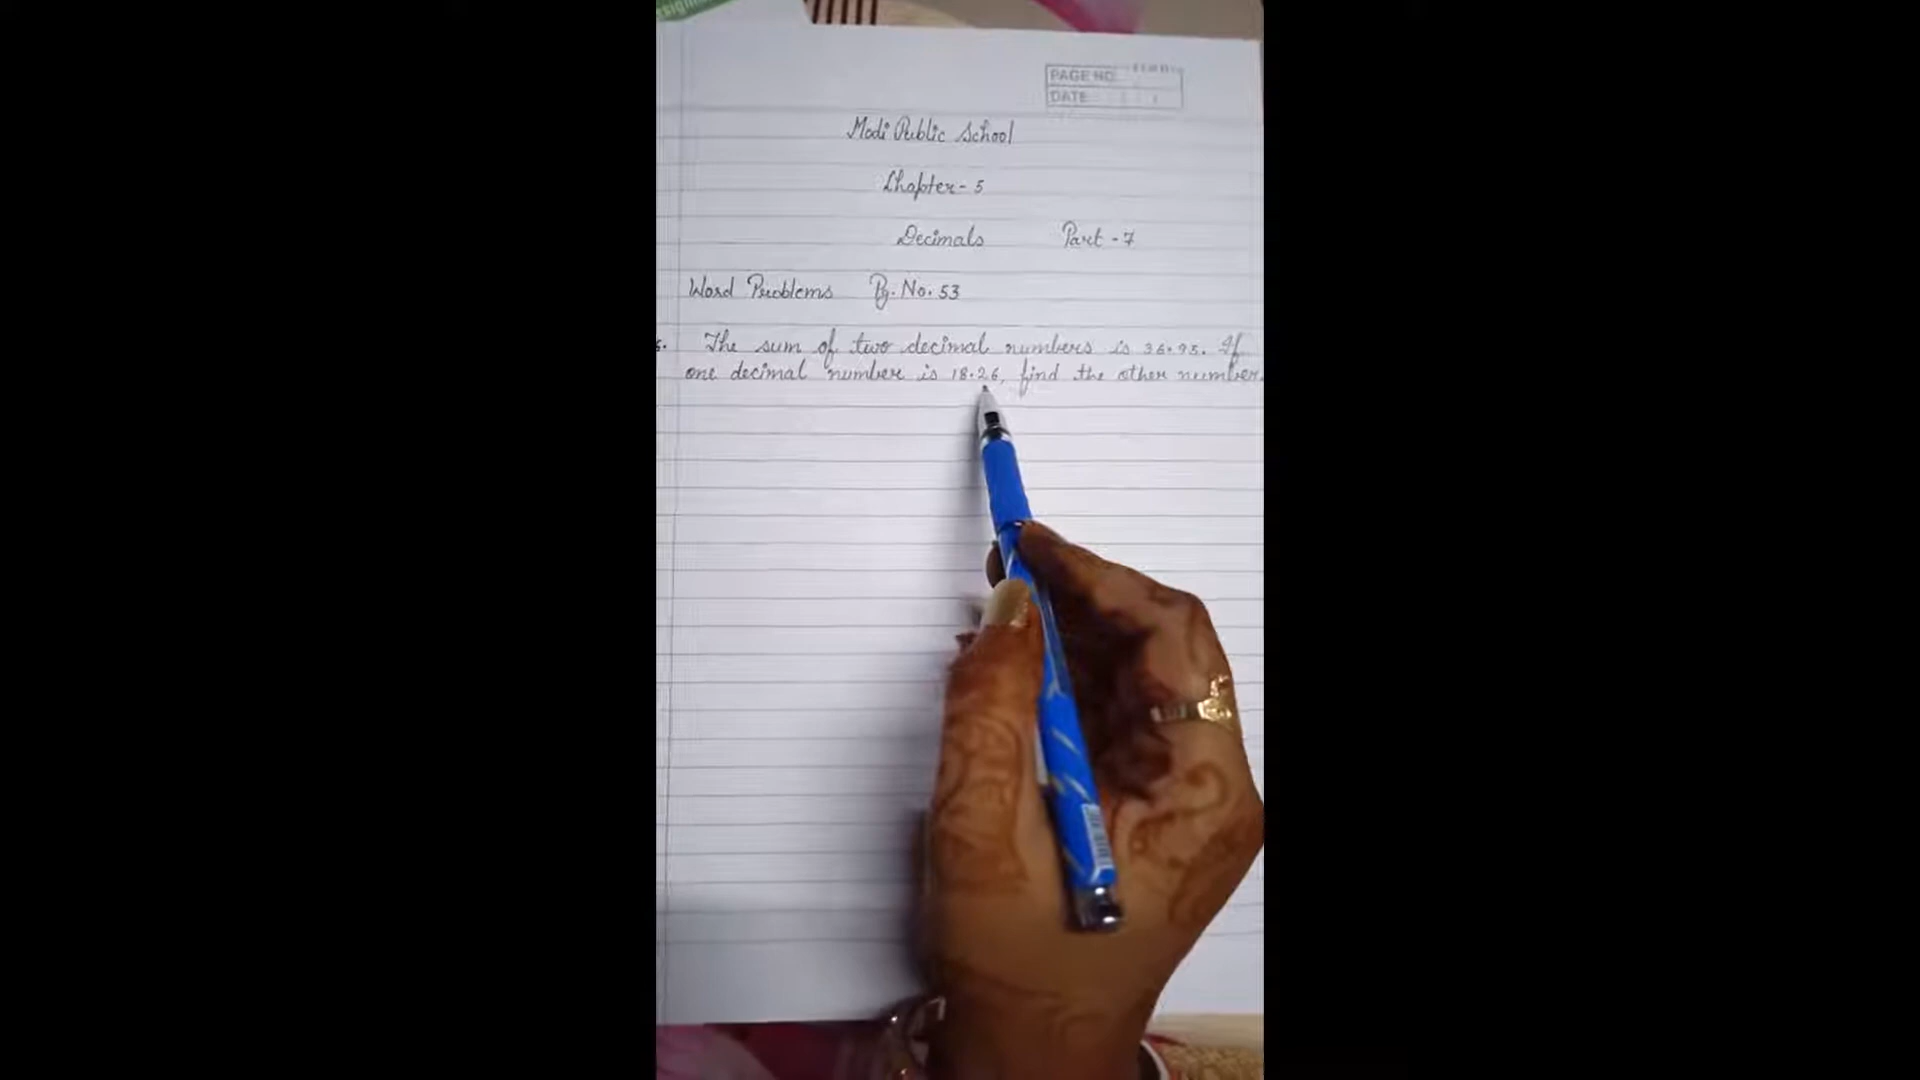 PAGE NO
DATE
Modi Public School
Chapter - 5
Decimals Part - 7
Word Problems Pg. No. 53
The sum of two decimal numbers is 36.95. If
one decimal number is 18.26, find the other number.